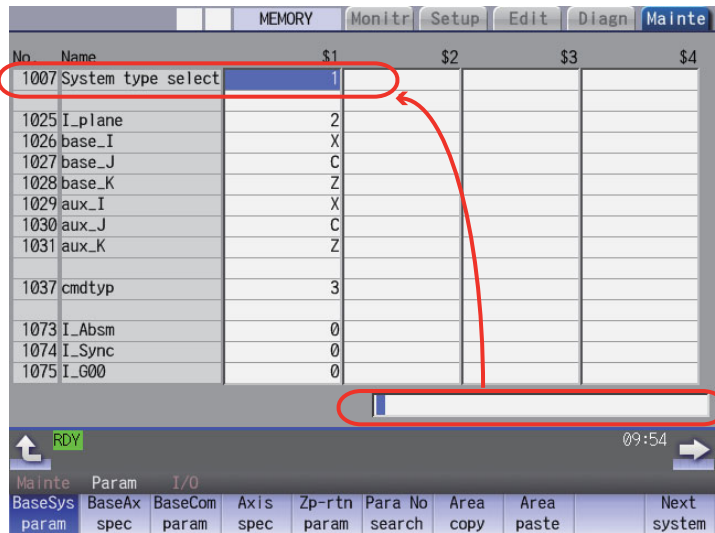 MEMORY Monitr Setup Edit Diagn Mainte
No. Name $1 $2 $3 $4
1007 System type select 1
1025 I_plane 2
1026 base_I X
1027 base_J C
1028 base_K Z
1029 aux_I X
1030 aux_J C
1031 aux_K Z
1037 cmdtyp 3
1073 I_Absm 0
1074 I_Sync 0
1075 I_G00 0
RDY 09:54
Mainte Param I/O
BaseSys BaseAx BaseCom Axis Zp-rtn Para No Area Area Next
param spec param spec param search copy paste system